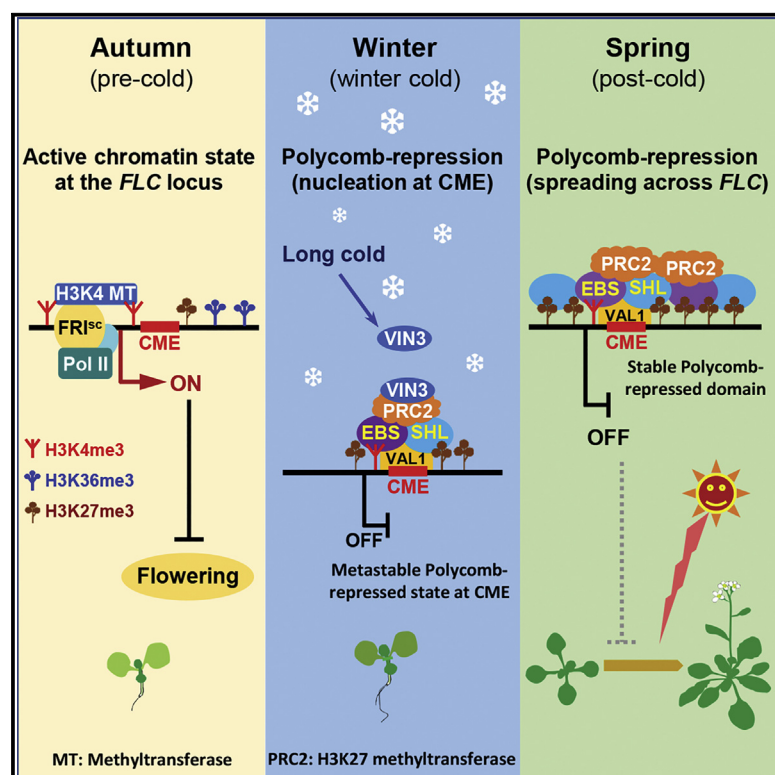 Autumn
(pre-cold)
Active chromatin state
at the FLC locus
H3K4 MT
FRIsc
Pol II
CME
ON
H3K4me3
H3K36me3
H3K27me3
Flowering
MT: Methyltransferase
Winter
(winter cold)
Polycomb-repression
(nucleation at CME)
Long cold
VIN3
VIN3
PRC2
EBS SHL
VAL1
CME
OFF
Metastable Polycomb-
repressed state at CME
PRC2: H3K27 methyltransferase
Spring
(post-cold)
Polycomb-repression
(spreading across FLC)
PRC2 PRC2
EBS SHL
VAL1
CME
Stable Polycomb-
repressed domain
OFF